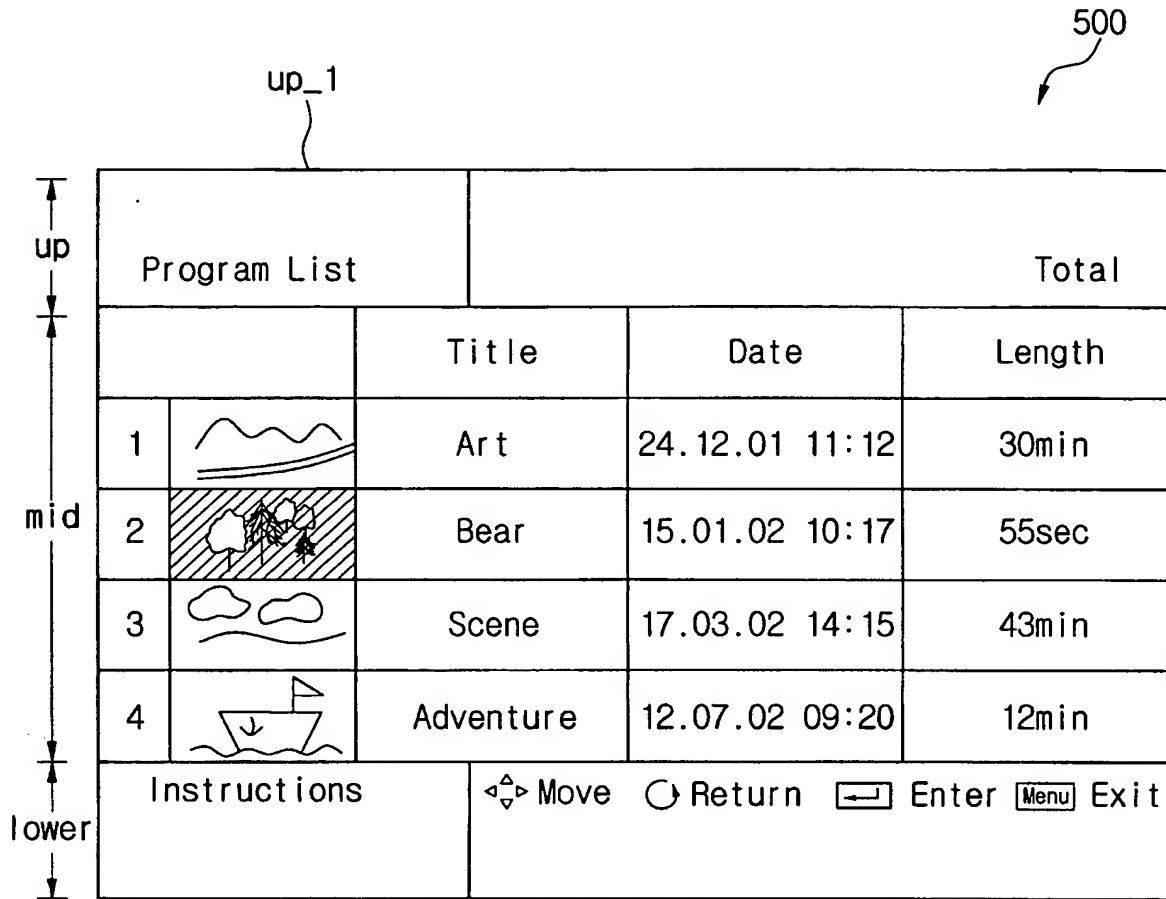 500
up_1
up
Program List
Total
Title Date Length
1 Art 24.12.01 11:12 30min
mid
2 Bear 15.01.02 10:17 55sec
3 Scene 17.03.02 14:15 43min
4 Adventure 12.07.02 09:20 12min
Instructions Move Return Enter Menu Exit
lower